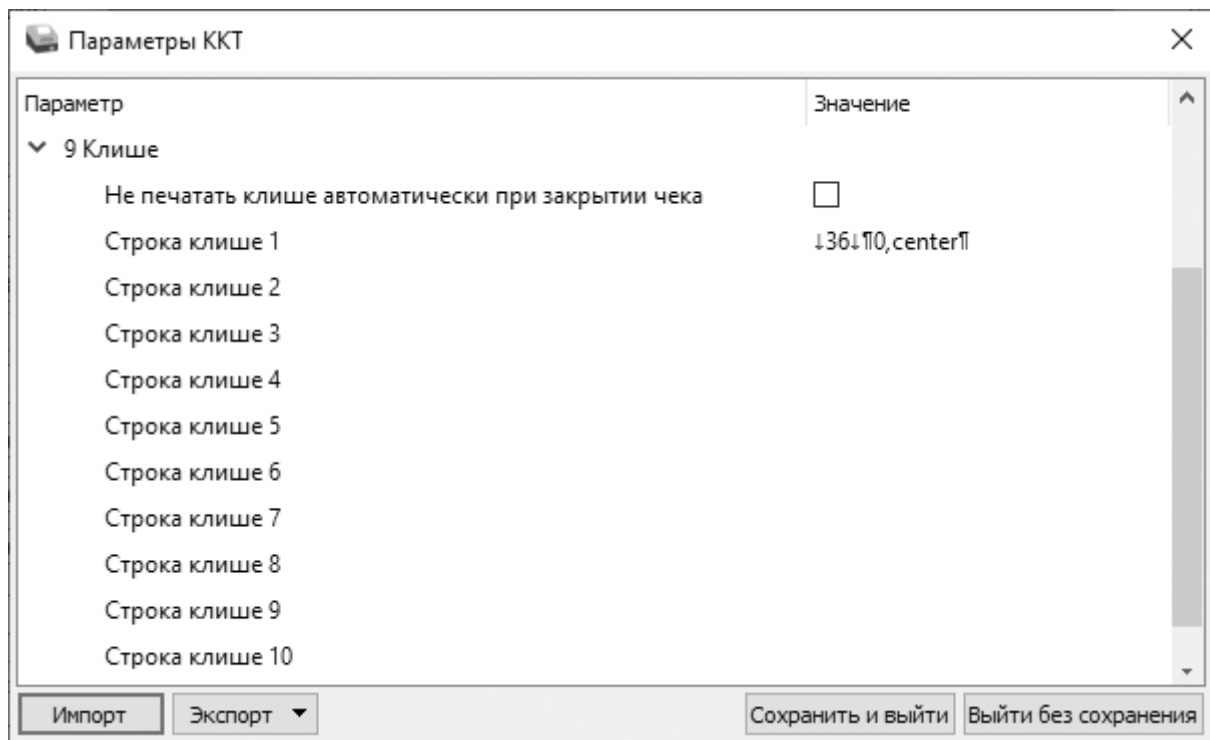 Параметры ККТ
Параметр Значение
9 Клише
Не печатать клише автоматически при закрытии чека
Строка клише 1 ↓36↓¶0,center¶
Строка клише 2
Строка клише 3
Строка клише 4
Строка клише 5
Строка клише 6
Строка клише 7
Строка клише 8
Строка клише 9
Строка клише 10
Импорт Экспорт Сохранить и выйти Выйти без сохранения